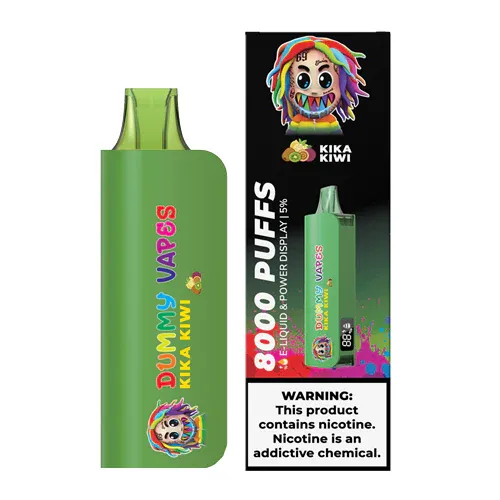 DUMMY VAPES
KIKA KIWI
69
KIKA
KIWI
8000 PUFFS
E-LIQUID & POWER DISPLAY | 5%
DUMMY VAPES
KIKA KIWI
88
WARNING:
This product
contains nicotine.
Nicotine is an
addictive chemical.